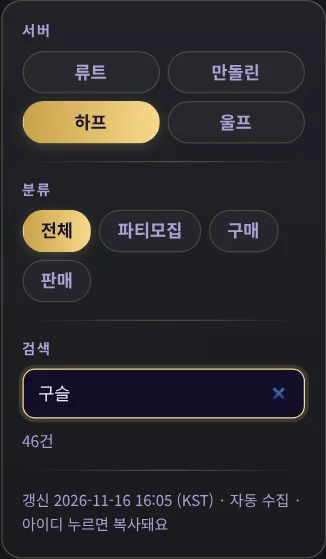 서버
류트 만돌린
하프 울프
분류
전체 파티모집 구매
판매
검색
구슬 ×
46건
갱신 2026-11-16 16:05 (KST) · 자동 수집 ·
아이디 누르면 복사돼요